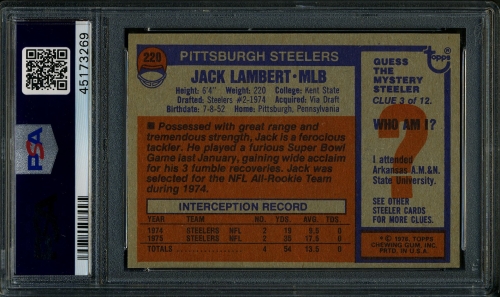 45173269
PSA
220
PITTSBURGH STEELERS
JACK LAMBERT • MLB
Height: 6'4" Weight: 220 College: Kent State
Drafted: Steelers #2-1974 Acquired: Via Draft
Birthdate: 7-8-52 Home: Pittsburgh, Pennsylvania
■ Possessed with great range and
tremendous strength, Jack is a ferocious
tackler. He played a furious Super Bowl
Game last January, gaining wide acclaim
for his 3 fumble recoveries. Jack was
selected for the NFL All-Rookie Team
during 1974.
INTERCEPTION RECORD
YEAR TEAM NO. YDS. AVG. TD
1974 STEELERS NFL 2 19 9.5 0
1975 STEELERS NFL 2 35 17.5 0
TOTALS 4 54 13.5 0
topps
GUESS
THE
MYSTERY
STEELER
CLUE 3 of 12.
WHO AM I?
I attended
Arkansas A.M.&N.
State University.
SEE OTHER
STEELER CARDS
FOR MORE CLUES.
* © 1976, TOPPS
CHEWING GUM, INC.
PRTD. IN U.S.A.